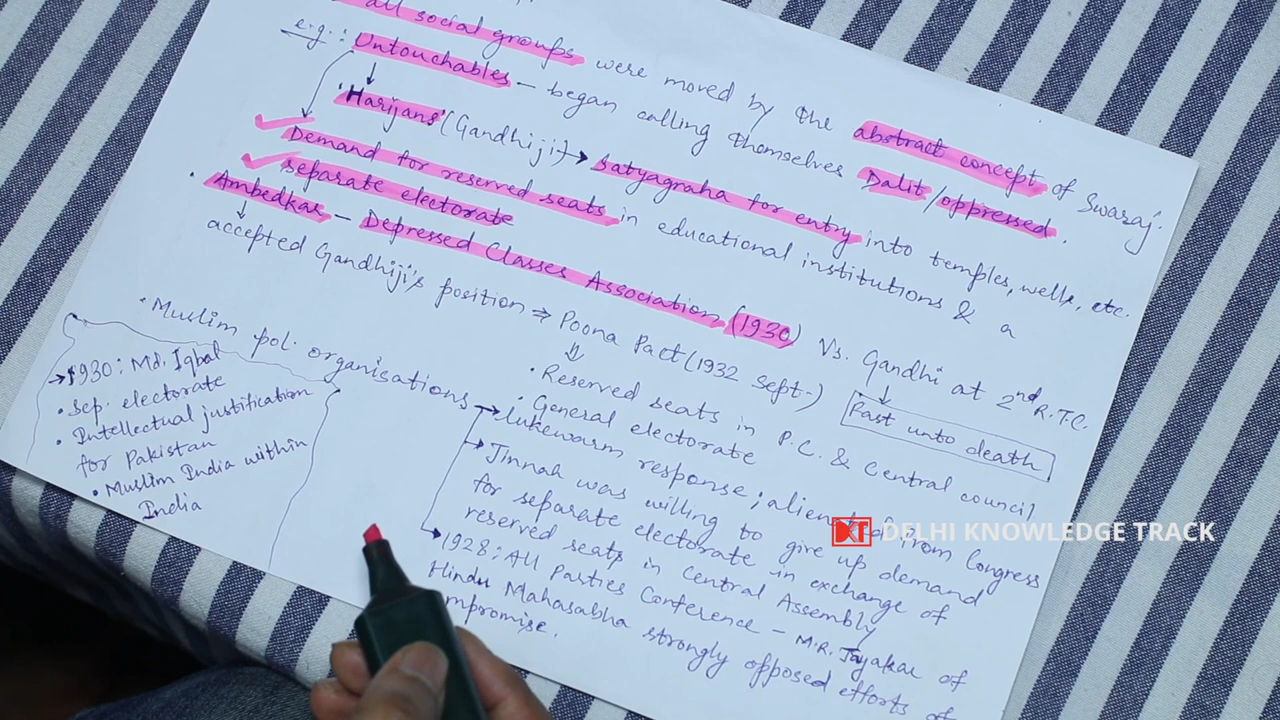 all social groups were moved by the abstract concept of Swaraj.
e.g.: Untouchables – began calling themselves Dalit/oppressed.
'Harijans' (Gandhiji) → Satyagraha for entry into temples, wells, etc.
Demand for reserved seats in educational institutions & a
separate electorate
• Ambedkar – Depressed Classes Association (1930) Vs. Gandhi at 2nd R.T.C.
accepted Gandhiji's position ⇒ Poona Pact (1932 Sept.)
Fast unto death
• Reserved seats in P.C. & Central council
• General electorate
• Muslim pol. organisations
→ lukewarm response; from Congress
→ Jinnah was willing to give up demand
for separate electorate in exchange of
reserved seats in Central Assembly
→ 1928: All Parties Conference – M.R. Jayakar of
Hindu Mahasabha strongly opposed efforts of
→ 1930: Md. Iqbal
• Sep. electorate
• Intellectual justification
for Pakistan
• Muslim India within
India
DKT DELHI KNOWLEDGE TRACK